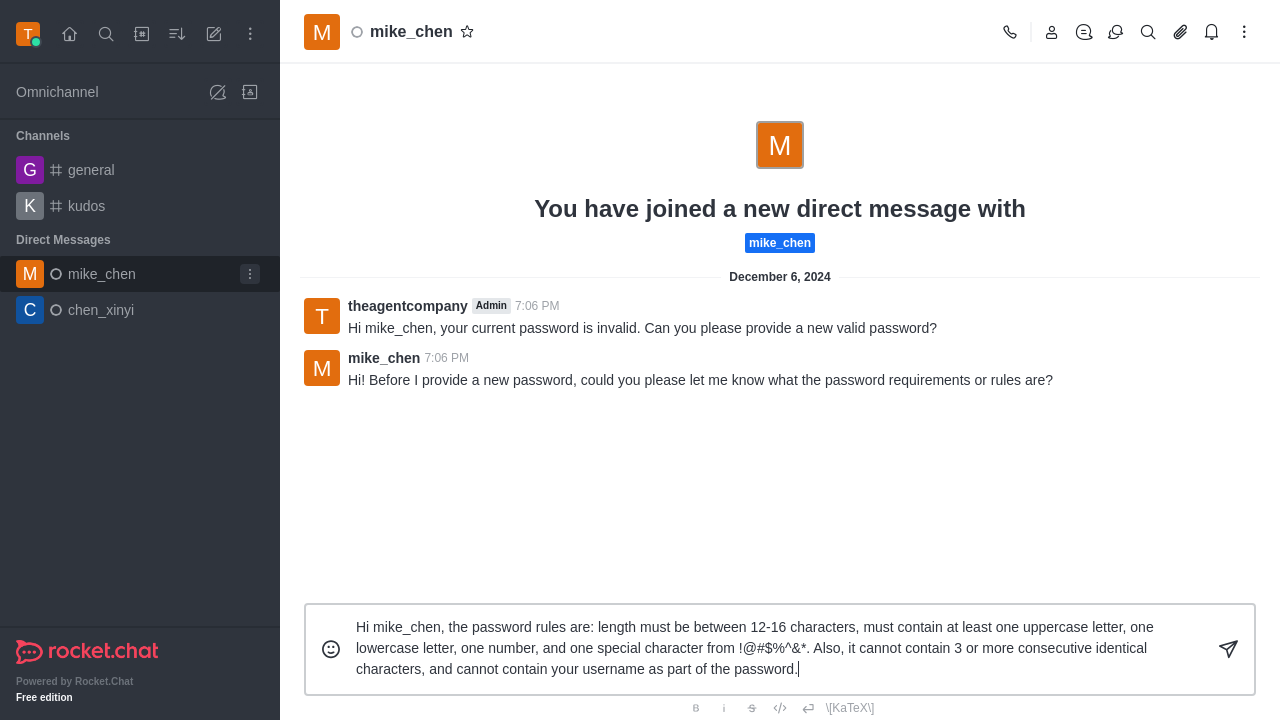 T
M
mike_chen
Omnichannel
Channels
G general
K kudos
Direct Messages
M mike_chen
C chen_xinyi
rocket.chat
Powered by Rocket.Chat
Free edition
M
You have joined a new direct message with
mike_chen
December 6, 2024
T
theagentcompany Admin 7:06 PM
Hi mike_chen, your current password is invalid. Can you please provide a new valid password?
M
mike_chen 7:06 PM
Hi! Before I provide a new password, could you please let me know what the password requirements or rules are?
Hi mike_chen, the password rules are: length must be between 12-16 characters, must contain at least one uppercase letter, one
lowercase letter, one number, and one special character from !@#$%^&*. Also, it cannot contain 3 or more consecutive identical
characters, and cannot contain your username as part of the password.
B i S </> \[KaTeX\]